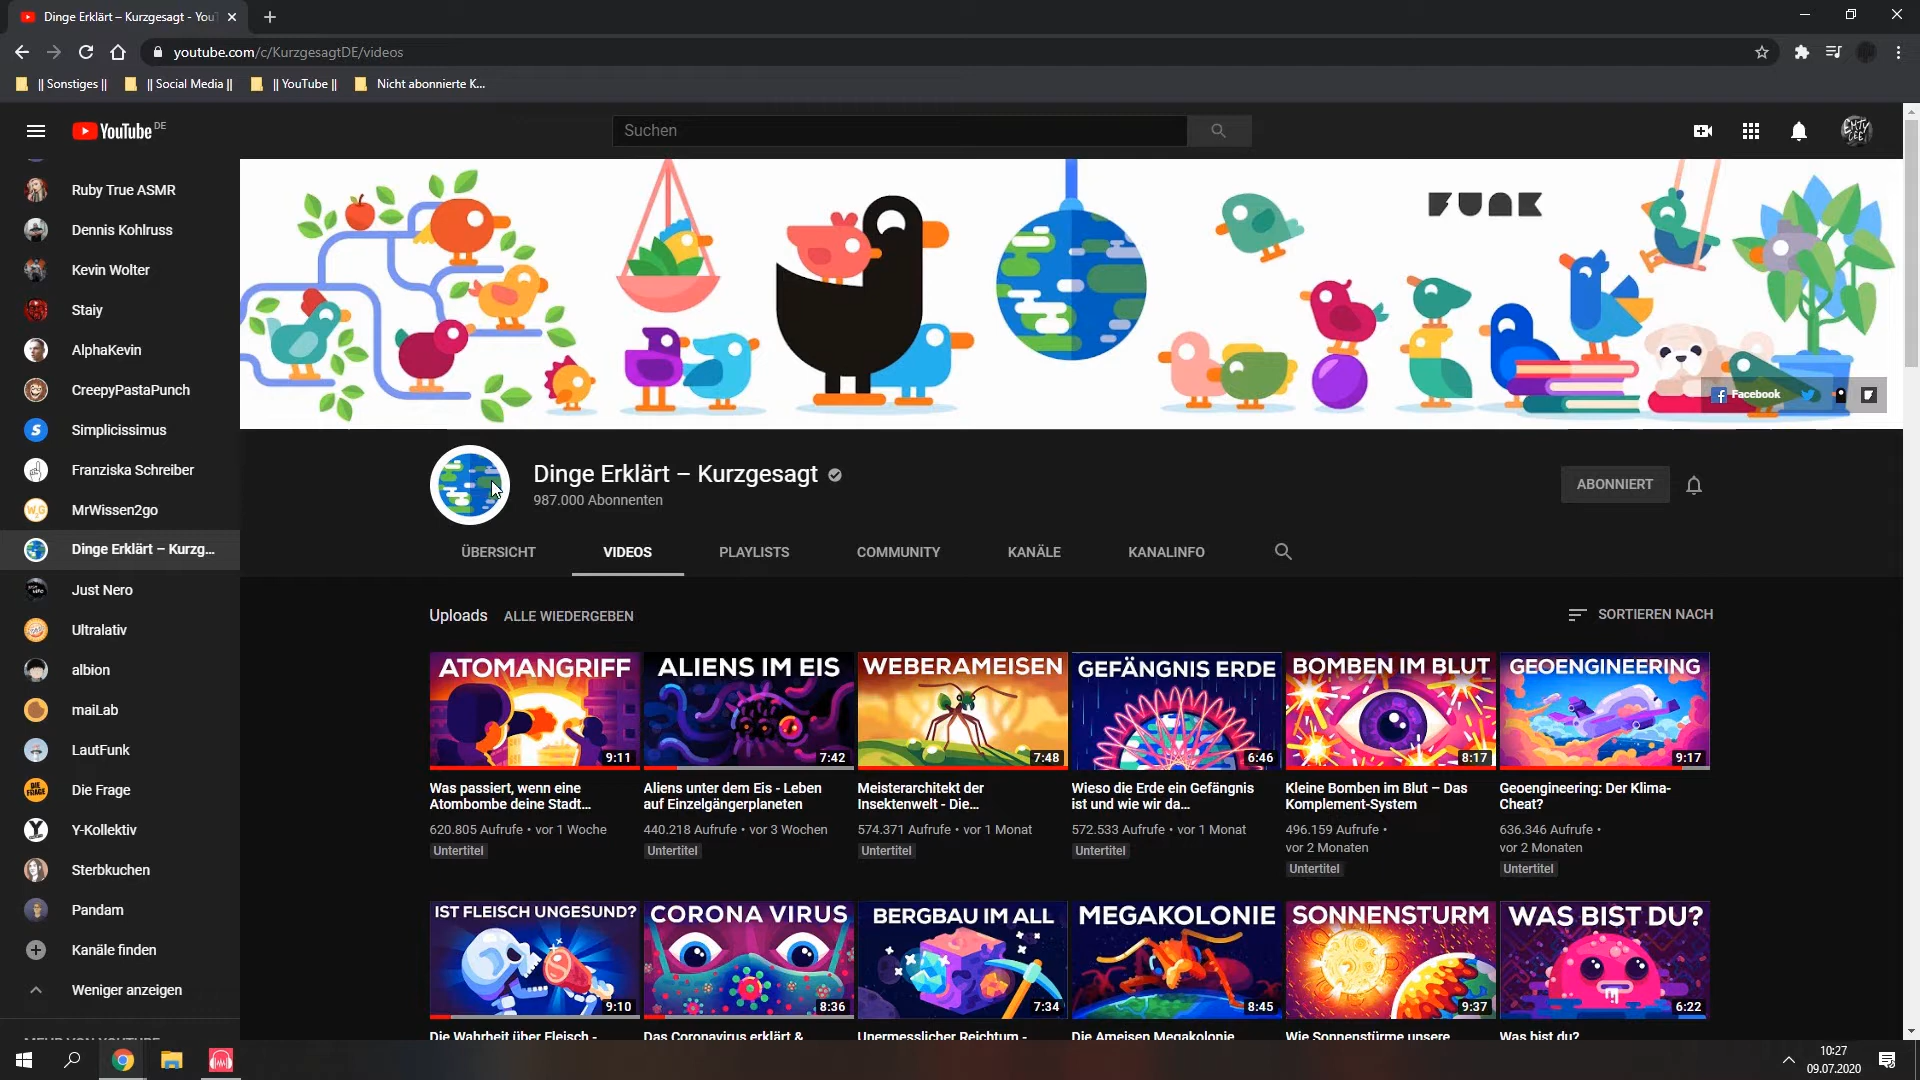 Dinge Erklärt – Kurzgesagt - You
youtube.com/c/KurzgesagtDE/videos
|| Sonstiges ||
|| Social Media ||
|| YouTube ||
Nicht abonnierte K...
YouTube DE
Suchen
Ruby True ASMR
Dennis Kohlruss
Kevin Wolter
Staiy
AlphaKevin
CreepyPastaPunch
Simplicissimus
Franziska Schreiber
MrWissen2go
Dinge Erklärt – Kurzg...
Just Nero
Ultralativ
albion
maiLab
LautFunk
Die Frage
Y-Kollektiv
Sterbkuchen
Pandam
Kanäle finden
Weniger anzeigen
FUNK
Facebook
Dinge Erklärt – Kurzgesagt
987.000 Abonnenten
ABONNIERT
ÜBERSICHT
VIDEOS
PLAYLISTS
COMMUNITY
KANÄLE
KANALINFO
Uploads
ALLE WIEDERGEBEN
SORTIEREN NACH
ATOMANGRIFF
9:11
Was passiert, wenn eine
Atombombe deine Stadt...
620.805 Aufrufe • vor 1 Woche
Untertitel
ALIENS IM EIS
7:42
Aliens unter dem Eis - Leben
auf Einzelgängerplaneten
440.218 Aufrufe • vor 3 Wochen
Untertitel
WEBERAMEISEN
7:48
Meisterarchitekt der
Insektenwelt - Die...
574.371 Aufrufe • vor 1 Monat
Untertitel
GEFÄNGNIS ERDE
6:46
Wieso die Erde ein Gefängnis
ist und wie wir da...
572.533 Aufrufe • vor 1 Monat
Untertitel
BOMBEN IM BLUT
8:17
Kleine Bomben im Blut – Das
Komplement-System
496.159 Aufrufe •
vor 2 Monaten
Untertitel
GEOENGINEERING
9:17
Geoengineering: Der Klima-
Cheat?
636.346 Aufrufe •
vor 2 Monaten
Untertitel
IST FLEISCH UNGESUND?
9:10
Die Wahrheit über Fleisch -
CORONA VIRUS
8:36
Das Coronavirus erklärt &
BERGBAU IM ALL
7:34
Unermesslicher Reichtum -
MEGAKOLONIE
8:45
Die Ameisen Megakolonie
SONNENSTURM
9:37
Wie Sonnenstürme unsere
WAS BIST DU?
6:22
Was bist du?
10:27
09.07.2020